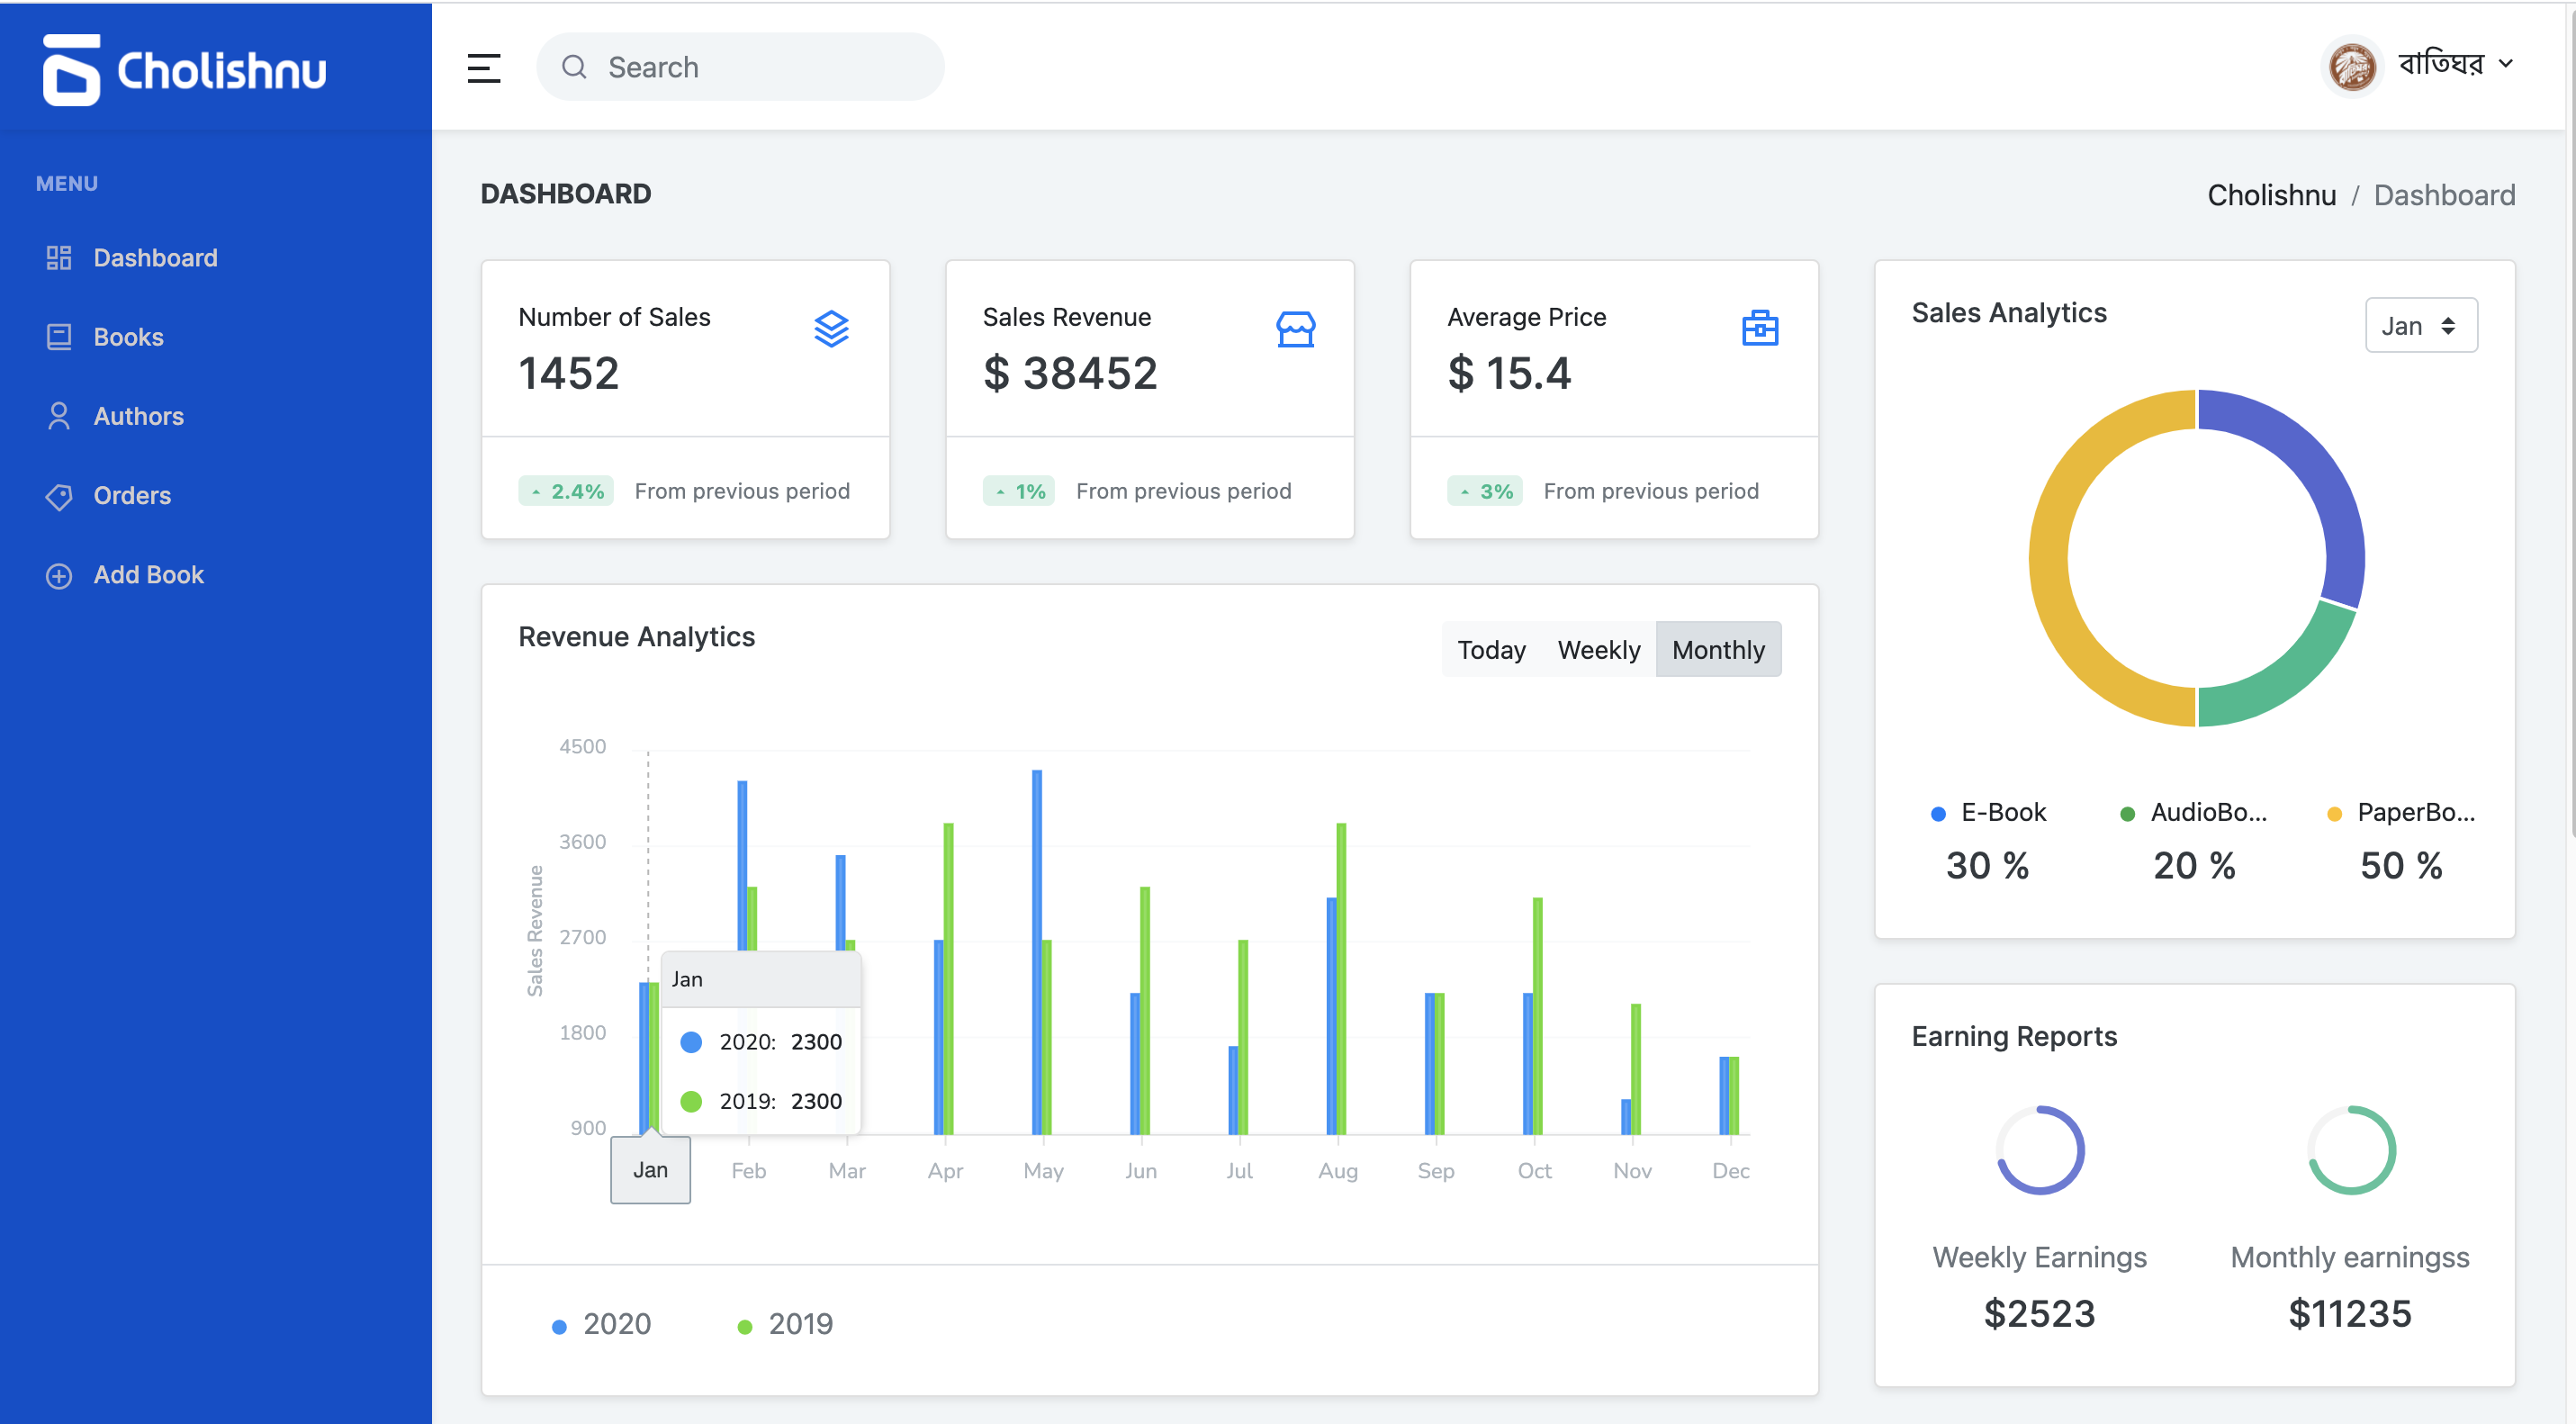 Cholishnu
Search
বাতিঘর
MENU
Dashboard
Books
Authors
Orders
Add Book
DASHBOARD
Cholishnu / Dashboard
Number of Sales
1452
2.4% From previous period
Sales Revenue
$ 38452
1% From previous period
Average Price
$ 15.4
3% From previous period
Revenue Analytics
Today Weekly Monthly
Sales Revenue
4500
3600
2700
1800
900
Jan
2020: 2300
2019: 2300
Jan Feb Mar Apr May Jun Jul Aug Sep Oct Nov Dec
2020 2019
Sales Analytics
Jan
E-Book AudioBo... PaperBo...
30 % 20 % 50 %
Earning Reports
Weekly Earnings Monthly earningss
$2523 $11235